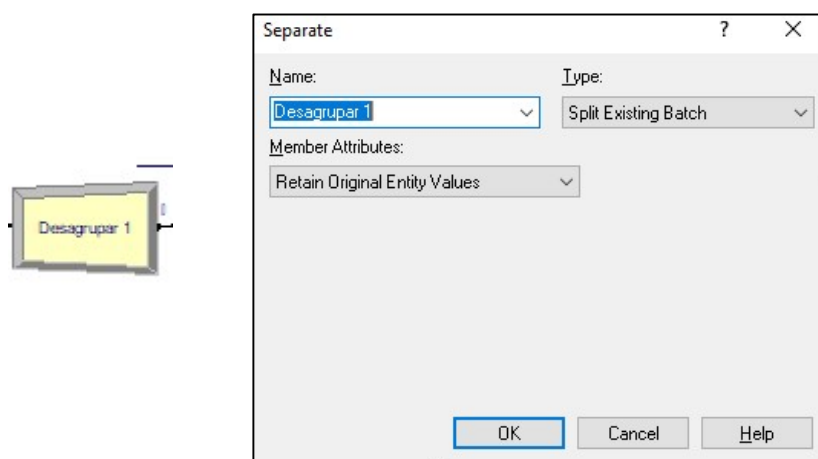 Separate ? X
Name: Type:
Desagrupar 1 Split Existing Batch
Member Attributes:
Retain Original Entity Values
Desagrupar 1
OK Cancel Help